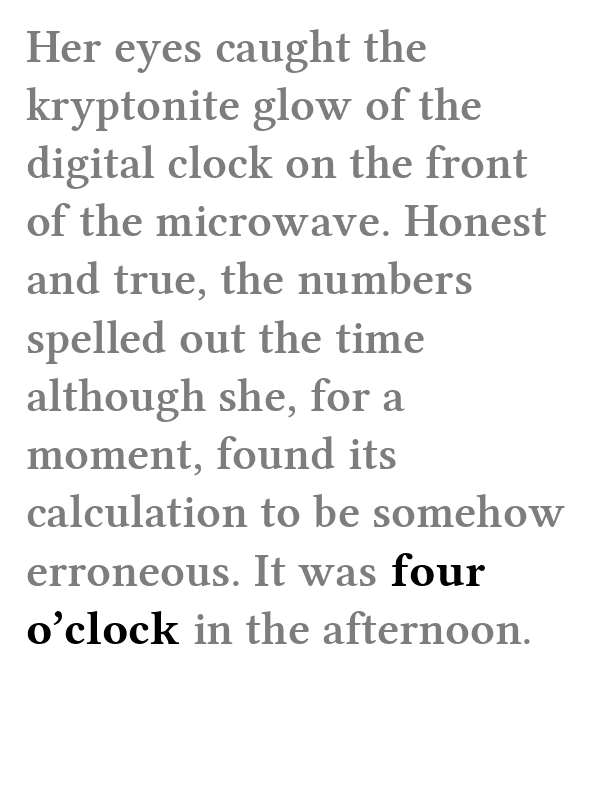 Her eyes caught the
kryptonite glow of the
digital clock on the front
of the microwave. Honest
and true, the numbers
spelled out the time
although she, for a
moment, found its
calculation to be somehow
erroneous. It was four
o’clock in the afternoon.